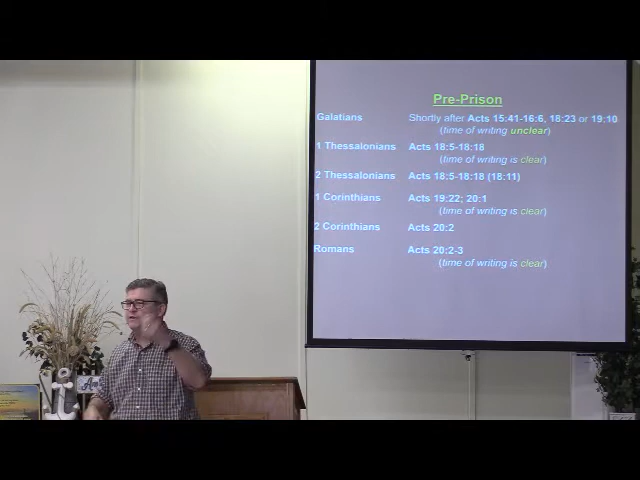 Pre-Prison
Galatians Shortly after Acts 15:41-16:6, 18:23 or 19:10
(time of writing unclear)
1 Thessalonians Acts 18:5-18:18
(time of writing is clear)
2 Thessalonians Acts 18:5-18:18 (18:11)
1 Corinthians Acts 19:22; 20:1
(time of writing is clear)
2 Corinthians Acts 20:2
Romans Acts 20:2-3
(time of writing is clear)